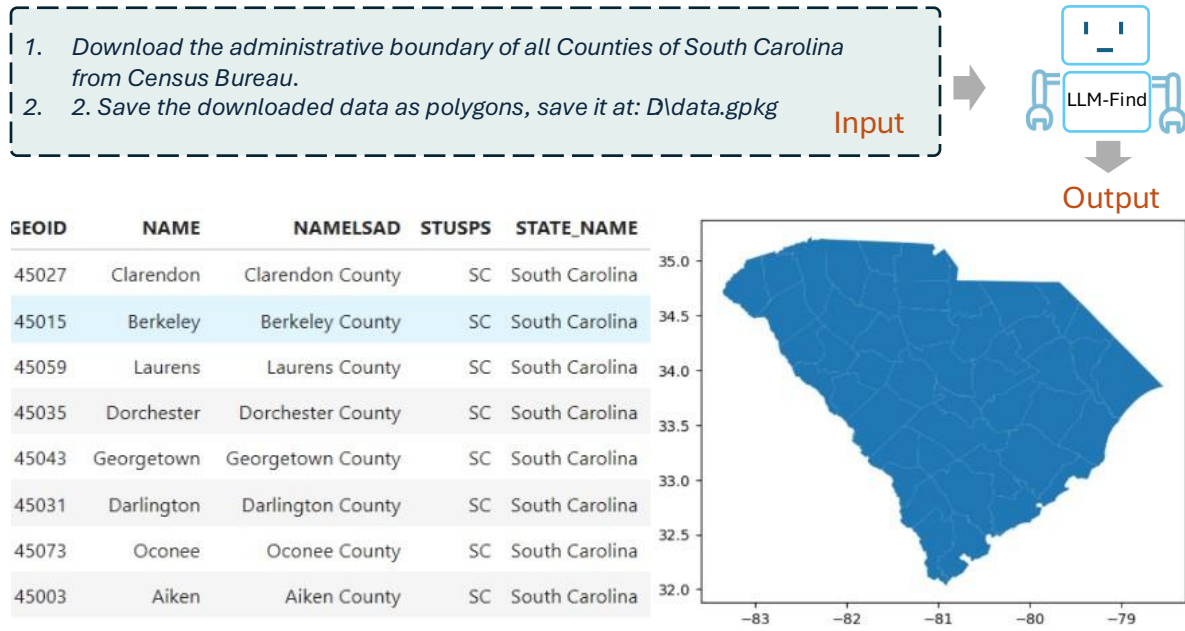 1. Download the administrative boundary of all Counties of South Carolina
from Census Bureau.
2. 2. Save the downloaded data as polygons, save it at: D\data.gpkg
Input
LLM-Find
Output
GEOID NAME NAMELSAD STUSPS STATE_NAME
45027 Clarendon Clarendon County SC South Carolina
45015 Berkeley Berkeley County SC South Carolina
45059 Laurens Laurens County SC South Carolina
45035 Dorchester Dorchester County SC South Carolina
45043 Georgetown Georgetown County SC South Carolina
45031 Darlington Darlington County SC South Carolina
45073 Oconee Oconee County SC South Carolina
45003 Aiken Aiken County SC South Carolina
35.0
34.5
34.0
33.5
33.0
32.5
32.0
−83 −82 −81 −80 −79